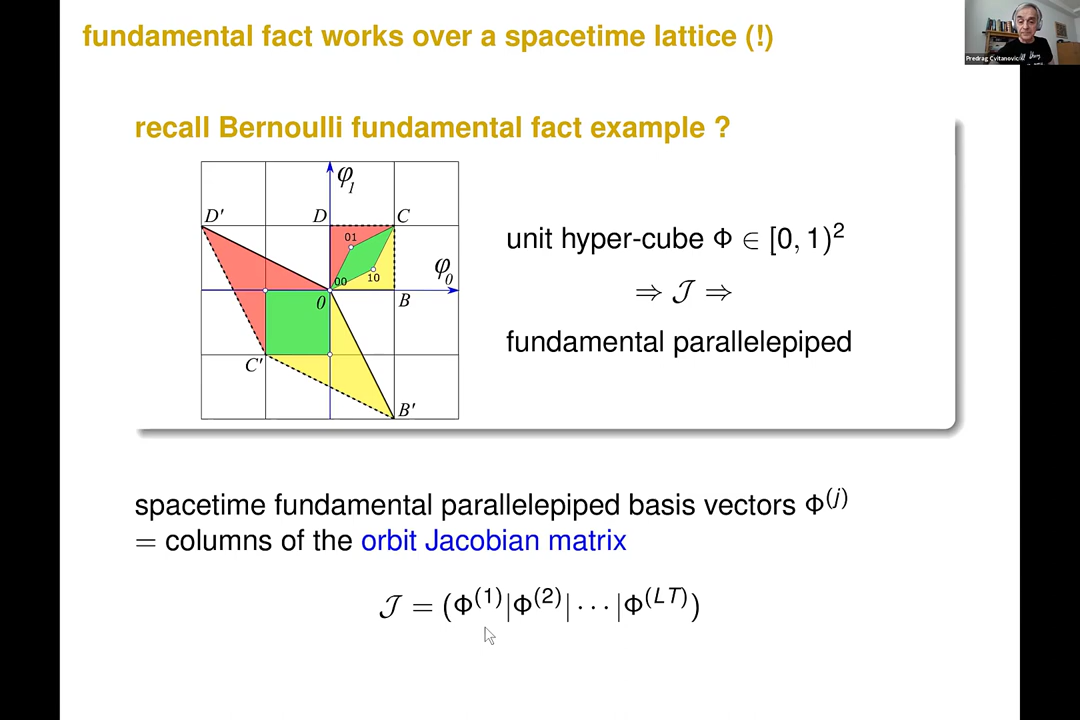 fundamental fact works over a spacetime lattice (!)
Predrag Cvitanovic
recall Bernoulli fundamental fact example ?
φ1
D'
D
C
01
φ0
00
10
0
B
C'
B'
unit hyper-cube Φ ∈ [0, 1)²
⇒ 𝒥 ⇒
fundamental parallelepiped
spacetime fundamental parallelepiped basis vectors Φ^(j)
= columns of the orbit Jacobian matrix
𝒥 = (Φ^(1)|Φ^(2)| · · · |Φ^(LT))